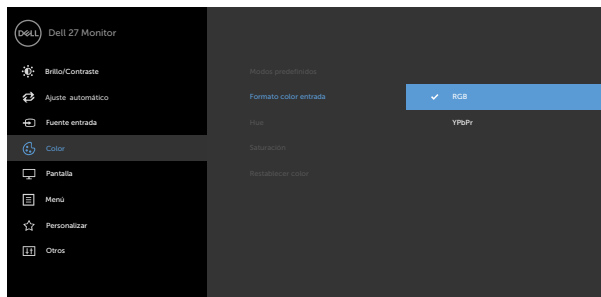 DELL
Dell 27 Monitor
Brillo/Contraste
Ajuste automático
Fuente entrada
Color
Pantalla
Menú
Personalizar
Otros
Modos predefinidos
Formato color entrada
Hue
Saturación
Restablecer color
RGB
YPbPr